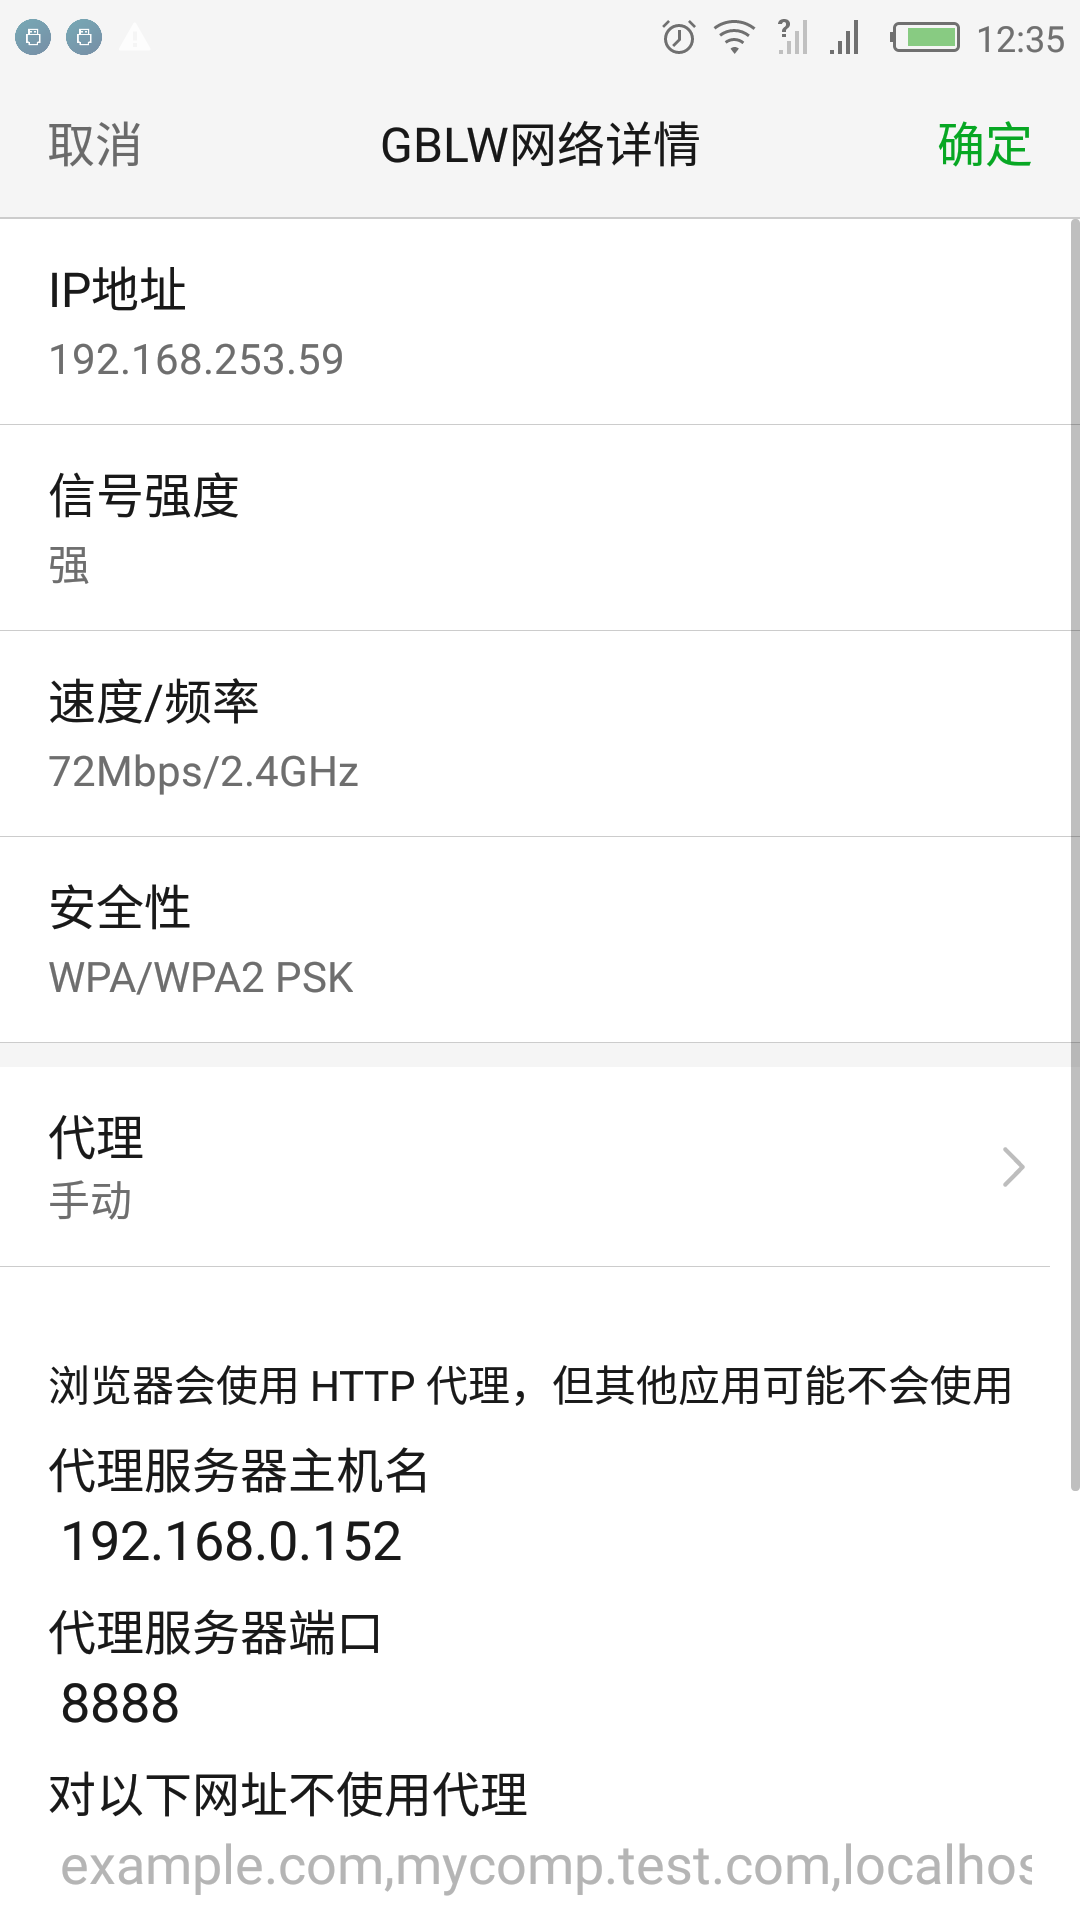 12:35
取消
GBLW网络详情
确定
IP地址
192.168.253.59
信号强度
强
速度/频率
72Mbps/2.4GHz
安全性
WPA/WPA2 PSK
代理
手动
浏览器会使用 HTTP 代理，但其他应用可能不会使用
代理服务器主机名
192.168.0.152
代理服务器端口
8888
对以下网址不使用代理
example.com,mycomp.test.com,localhos